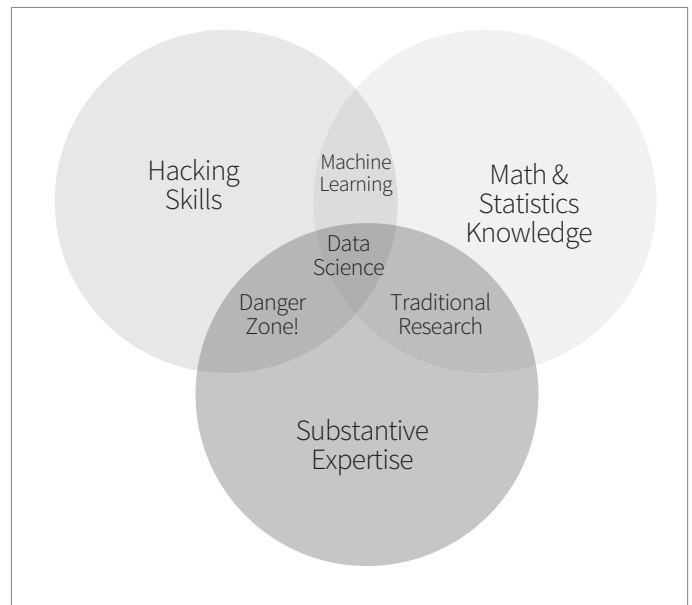 Hacking
Skills
Machine
Learning
Math &
Statistics
Knowledge
Data
Science
Danger
Zone!
Traditional
Research
Substantive
Expertise